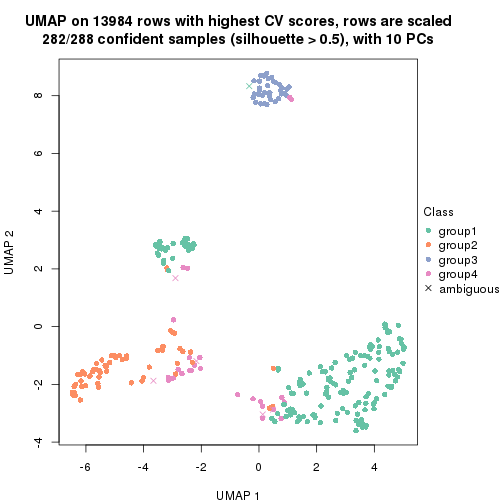 UMAP on 13984 rows with highest CV scores, rows are scaled
282/288 confident samples (silhouette > 0.5), with 10 PCs
8
6
4
2
0
-2
-4
UMAP 2
-6
-4
-2
0
2
4
UMAP 1
Class
group1
group2
group3
group4
ambiguous